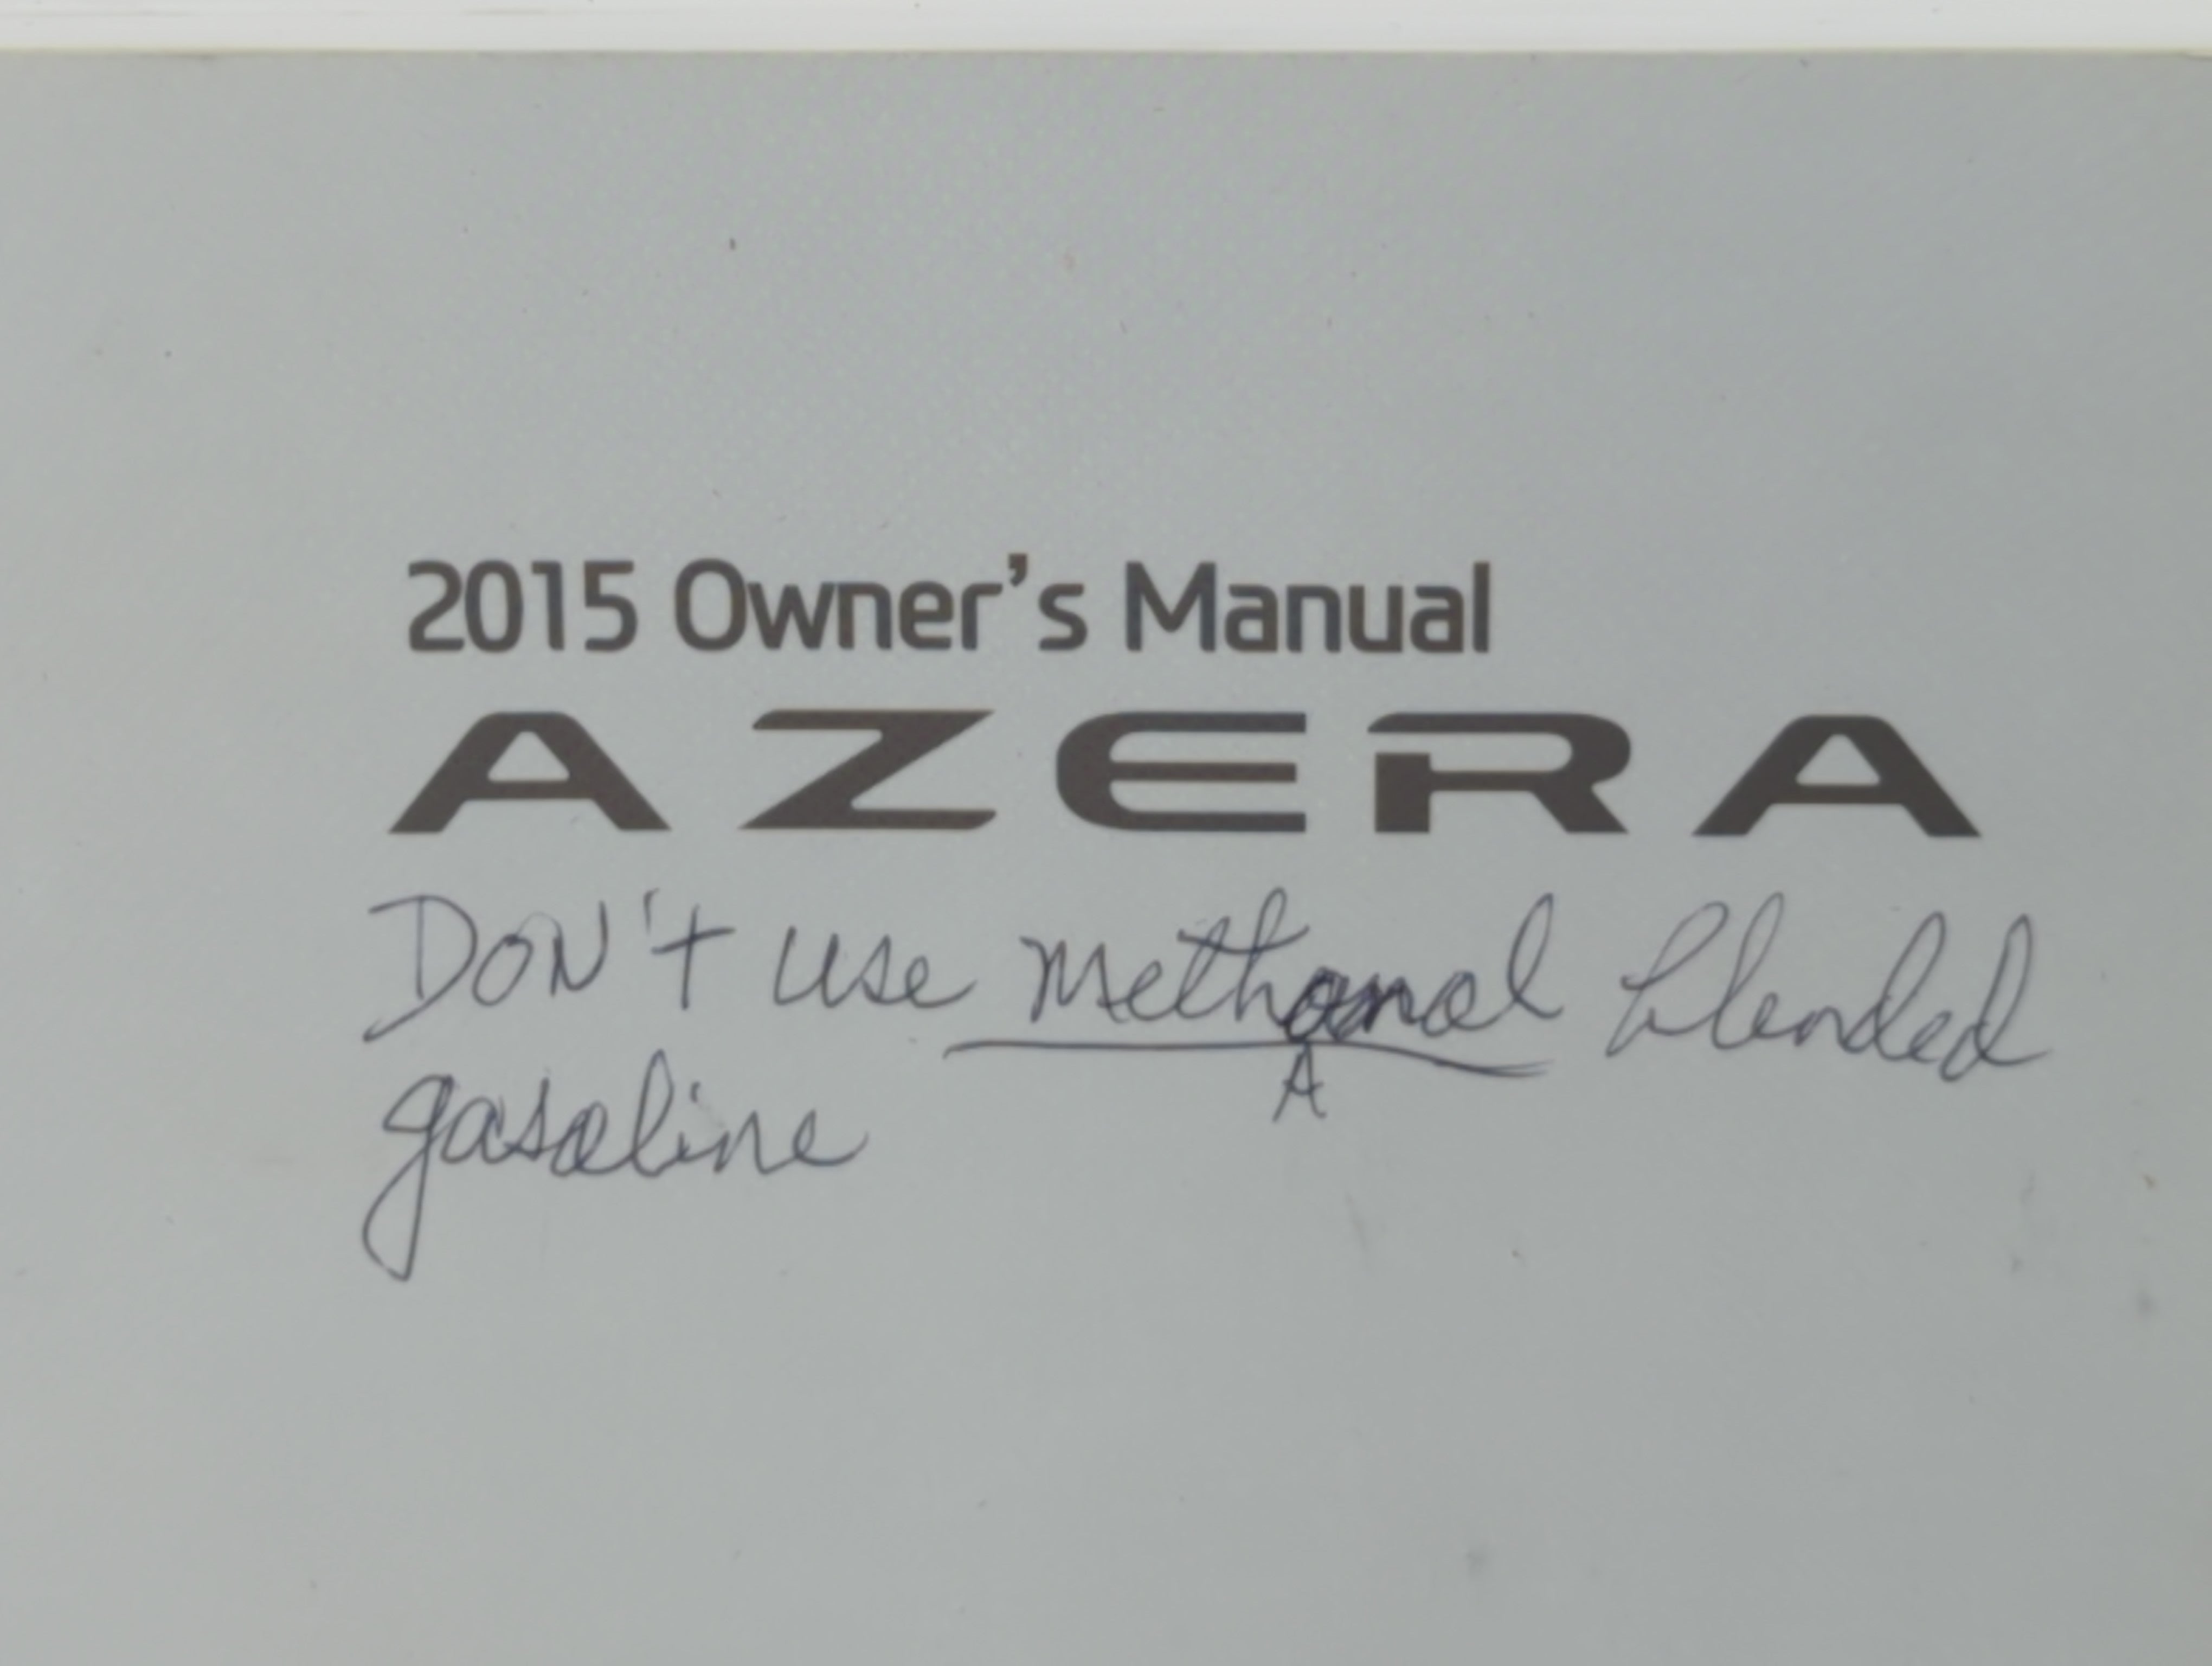 2015 Owner's Manual
AZERA
DON't use methanol blended
A
gasoline